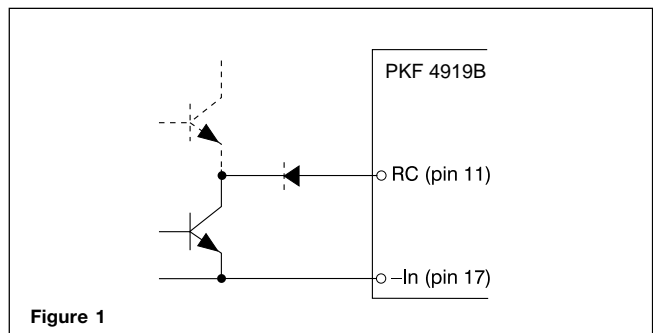 PKF 4919B
RC (pin 11)
–In (pin 17)
Figure 1